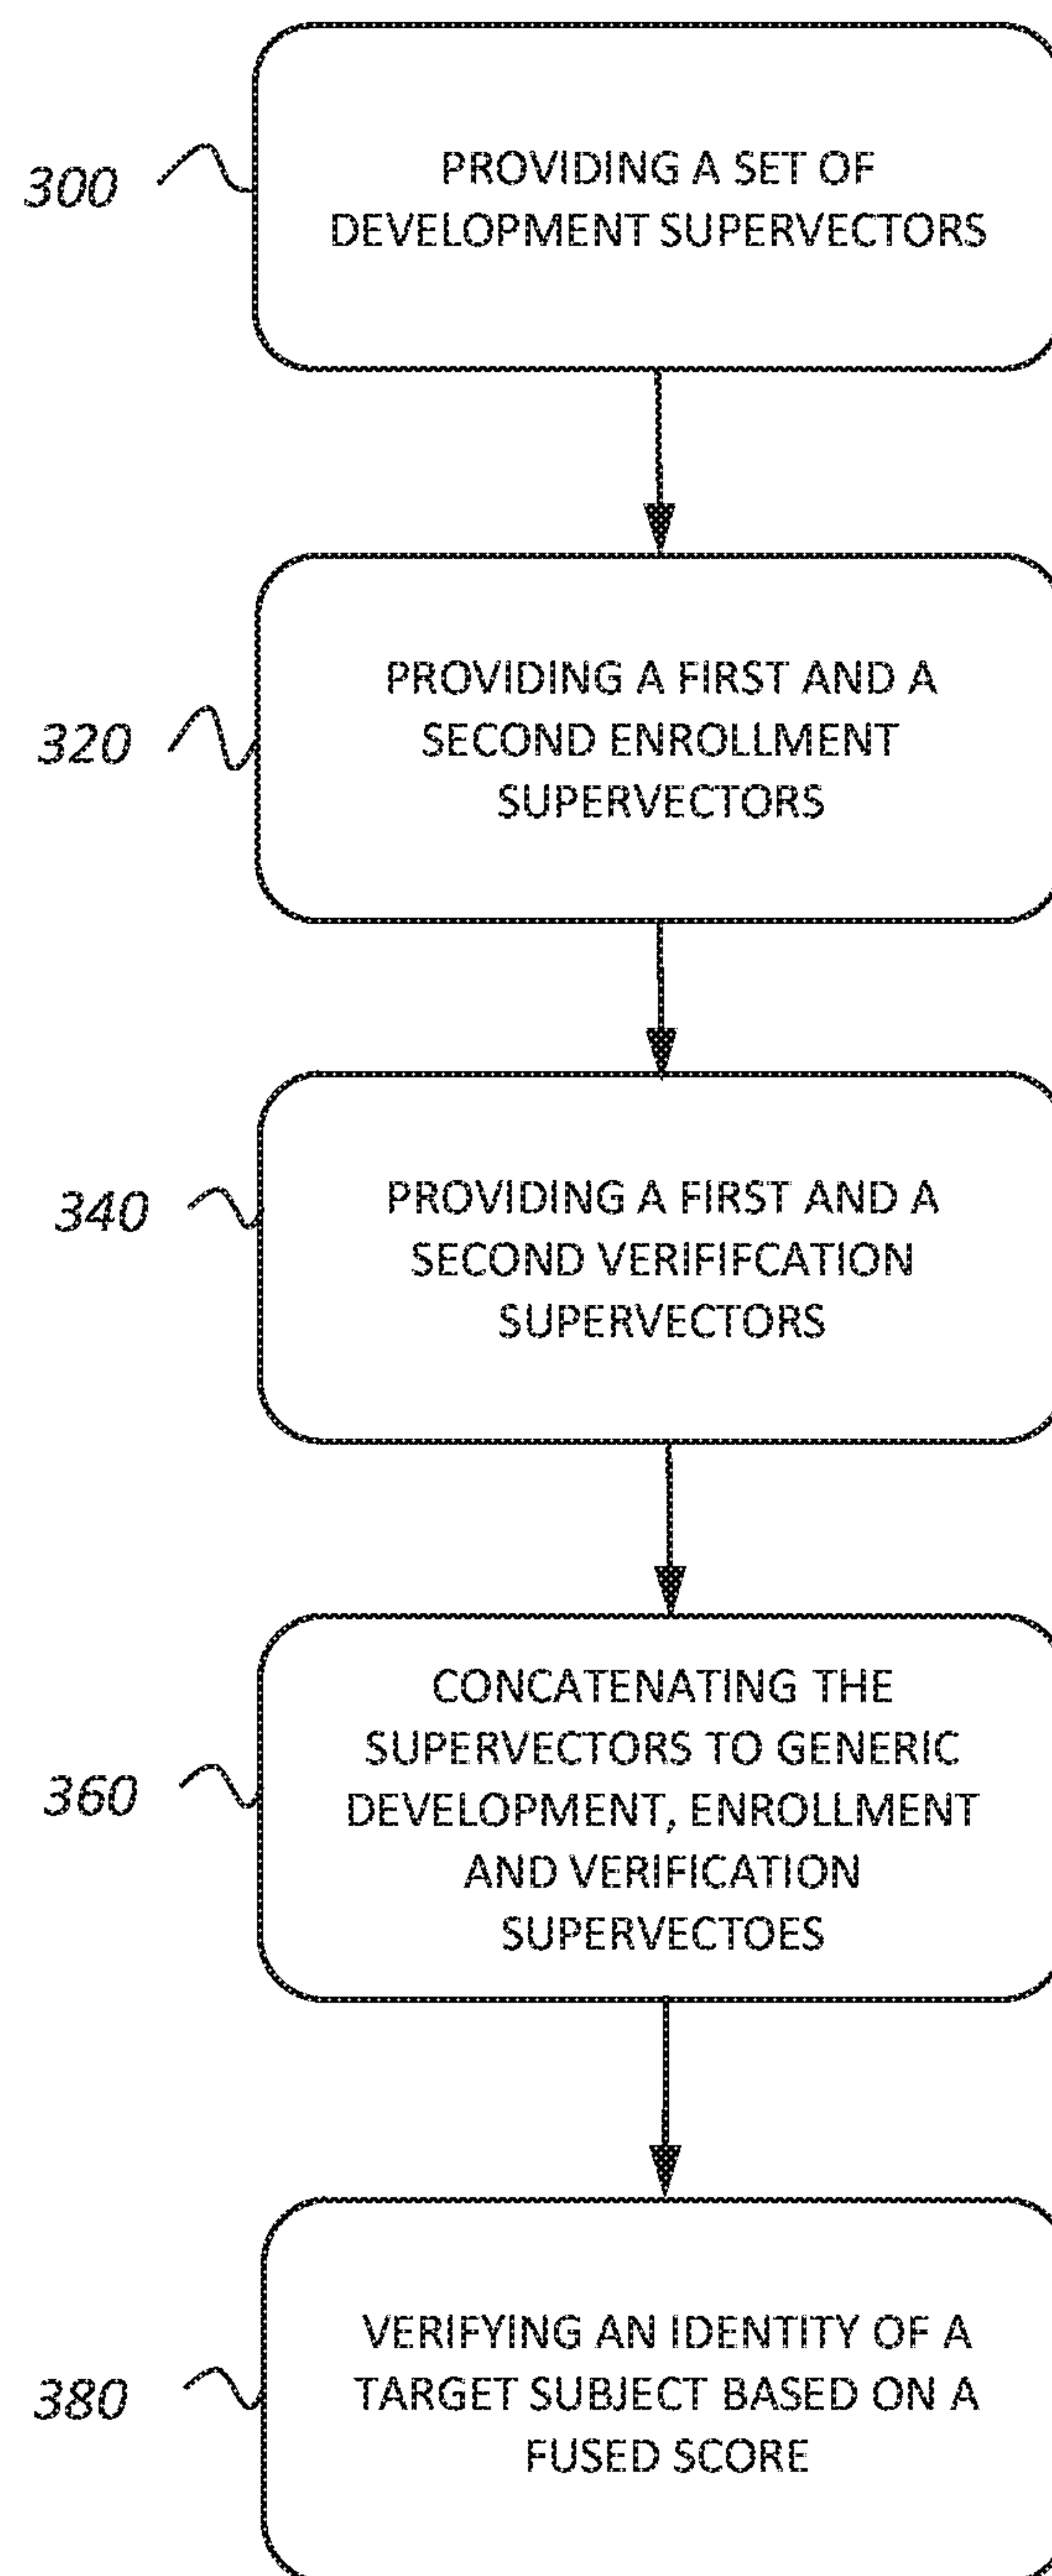 300
PROVIDING A SET OF
DEVELOPMENT SUPERVECTORS
PROVIDING A FIRST AND A
320
SECOND ENROLLMENT
SUPERVECTORS
340
PROVIDING A FIRST AND A
SECOND VERIFIFCATION
SUPERVECTORS
CONCATENATING THE
SUPERVECTORS TO GENERIC
360
DEVELOPMENT, ENROLLMENT
AND VERIFICATION
SUPERVECTOES
VERIFYING AN IDENTITY OF A
380
TARGET SUBJECT BASED ON A
FUSED SCORE